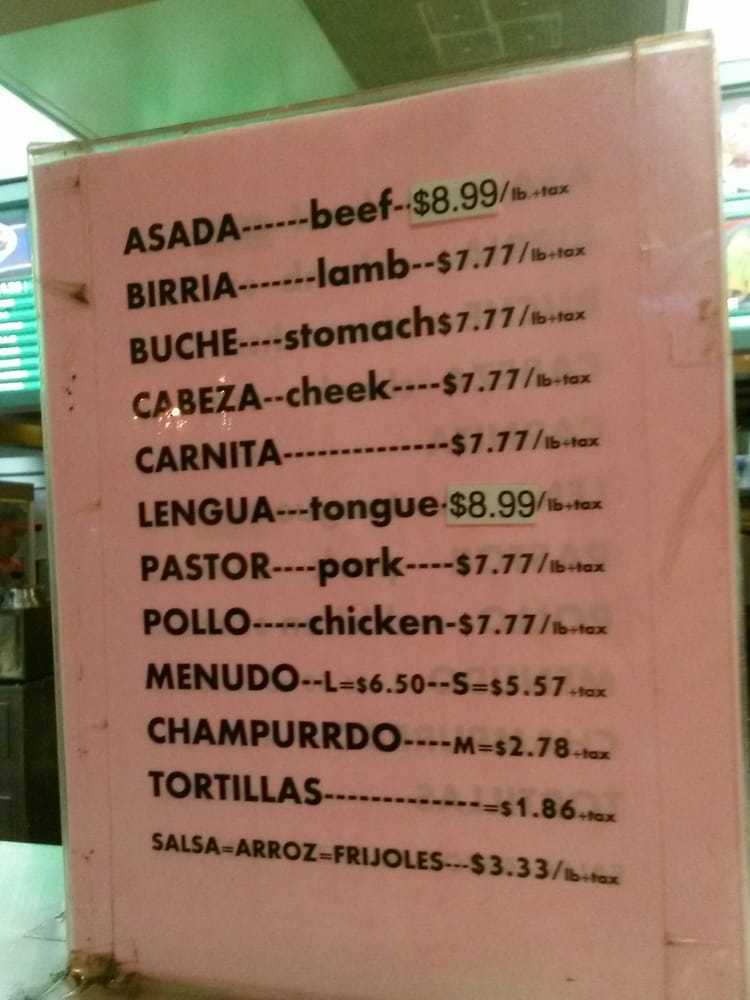 ASADA------beef--$8.99/lb.+tax
BIRRIA-------lamb--$7.77/lb+tax
BUCHE----stomach$7.77/lb+tax
CABEZA--cheek----$7.77/lb+tax
CARNITA--------------$7.77/lb+tax
LENGUA---tongue-$8.99/lb+tax
PASTOR----pork----$7.77/lb+tax
POLLO-----chicken-$7.77/lb+tax
MENUDO--L=$6.50--S=$5.57+tax
CHAMPURRDO----M=$2.78+tax
TORTILLAS-------------=$1.86+tax
SALSA=ARROZ=FRIJOLES---$3.33/lb+tax